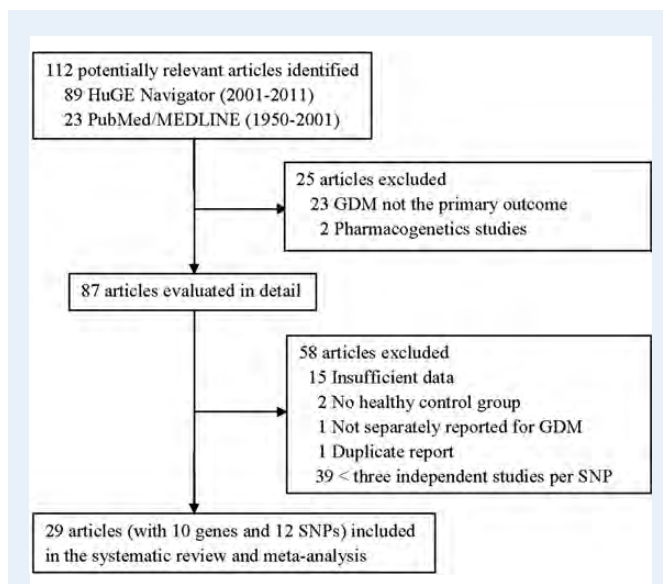 112 potentially relevant articles identified
89 HuGE Navigator (2001-2011)
23 PubMed/MEDLINE (1950-2001)
25 articles excluded
23 GDM not the primary outcome
2 Pharmacogenetics studies
87 articles evaluated in detail
58 articles excluded
15 Insufficient data
2 No healthy control group
1 Not separately reported for GDM
1 Duplicate report
39 < three independent studies per SNP
29 articles (with 10 genes and 12 SNPs) included
in the systematic review and meta-analysis